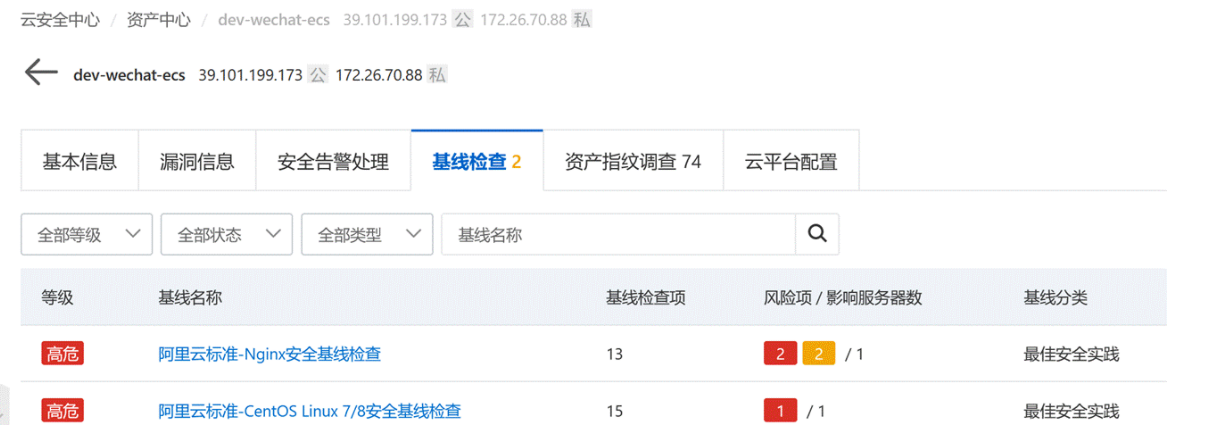 云安全中心 / 资产中心 / dev-wechat-ecs 39.101.199.173 公 172.26.70.88 私
dev-wechat-ecs 39.101.199.173 公 172.26.70.88 私
基本信息 漏洞信息 安全告警处理 基线检查 2 资产指纹调查 74 云平台配置
全部等级 全部状态 全部类型 基线名称
等级 基线名称 基线检查项 风险项 / 影响服务器数 基线分类
高危 阿里云标准-Nginx安全基线检查 13 2 2 / 1 最佳安全实践
高危 阿里云标准-CentOS Linux 7/8安全基线检查 15 1 / 1 最佳安全实践